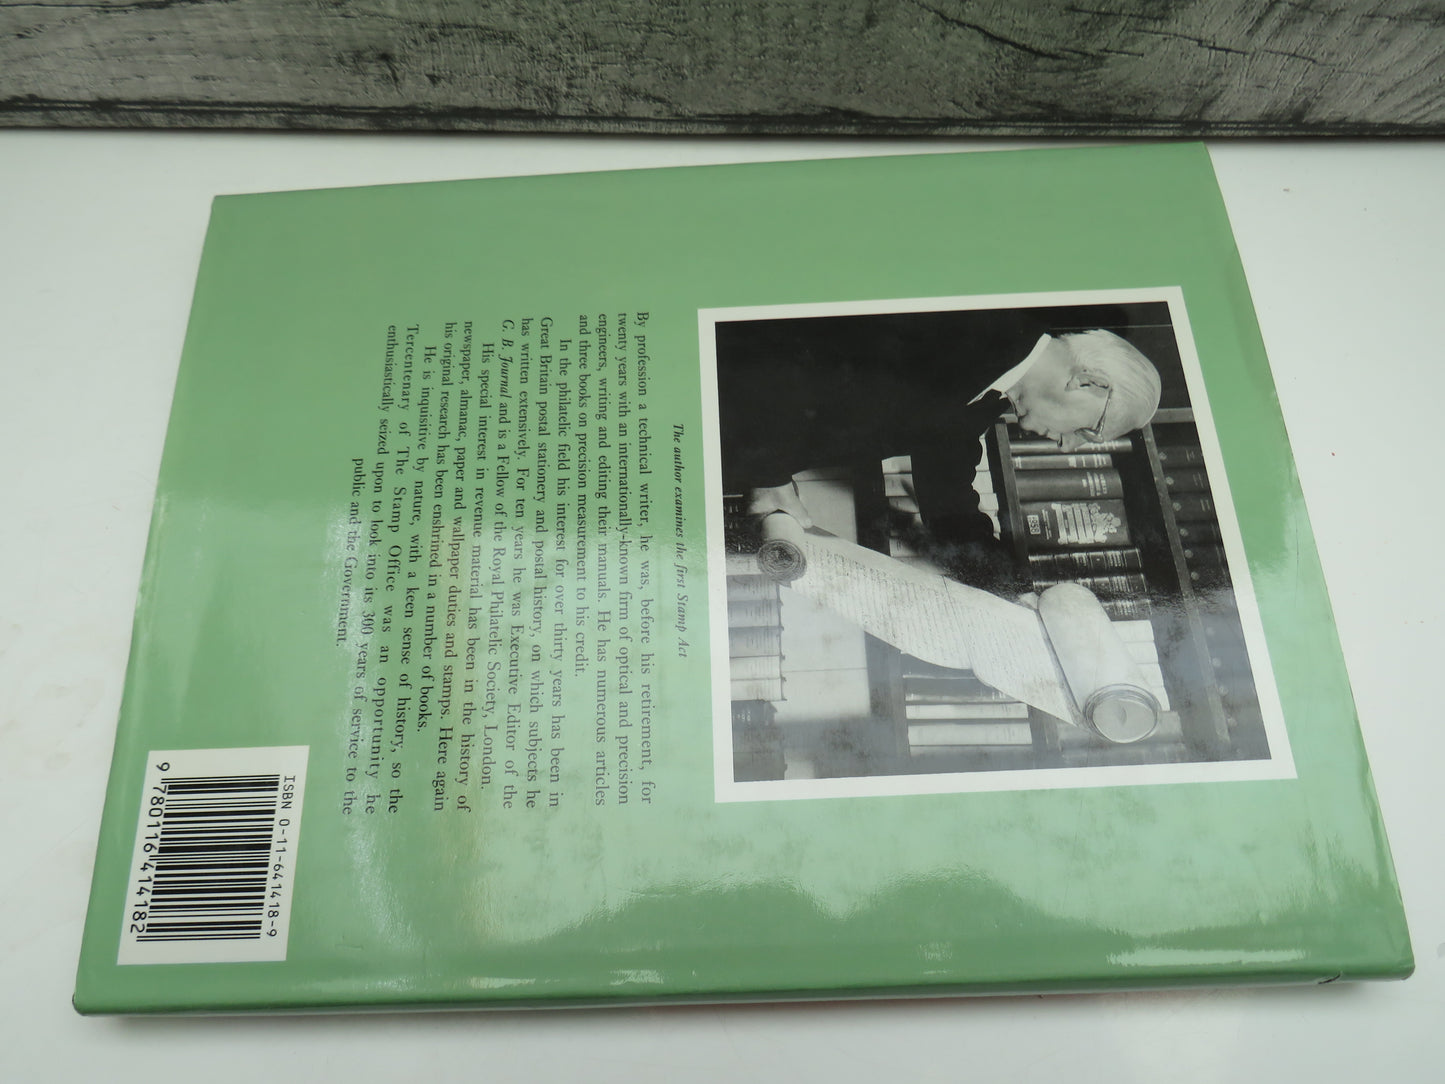 The author examines the first Stamp Act
By profession a technical writer, he was, before his retirement, for
twenty years with an internationally-known firm of optical and precision
engineers, writing and editing their manuals. He has numerous articles
and three books on precision measurement to his credit.
In the philatelic field his interest for over thirty years has been in
Great Britain postal stationery and postal history, on which subjects he
has written extensively. For ten years he was Executive Editor of the
G. B. Journal and is a Fellow of the Royal Philatelic Society, London.
His special interest in revenue material has been in the history of
newspaper, almanac, paper and wallpaper duties and stamps. Here again
his original research has been enshrined in a number of books.
He is inquisitive by nature, with a keen sense of history, so the
Tercentenary of The Stamp Office was an opportunity he
enthusiastically seized upon to look into its 300 years of service to the
public and the Government.
ISBN 0-11-641418-9
9 780116 414182